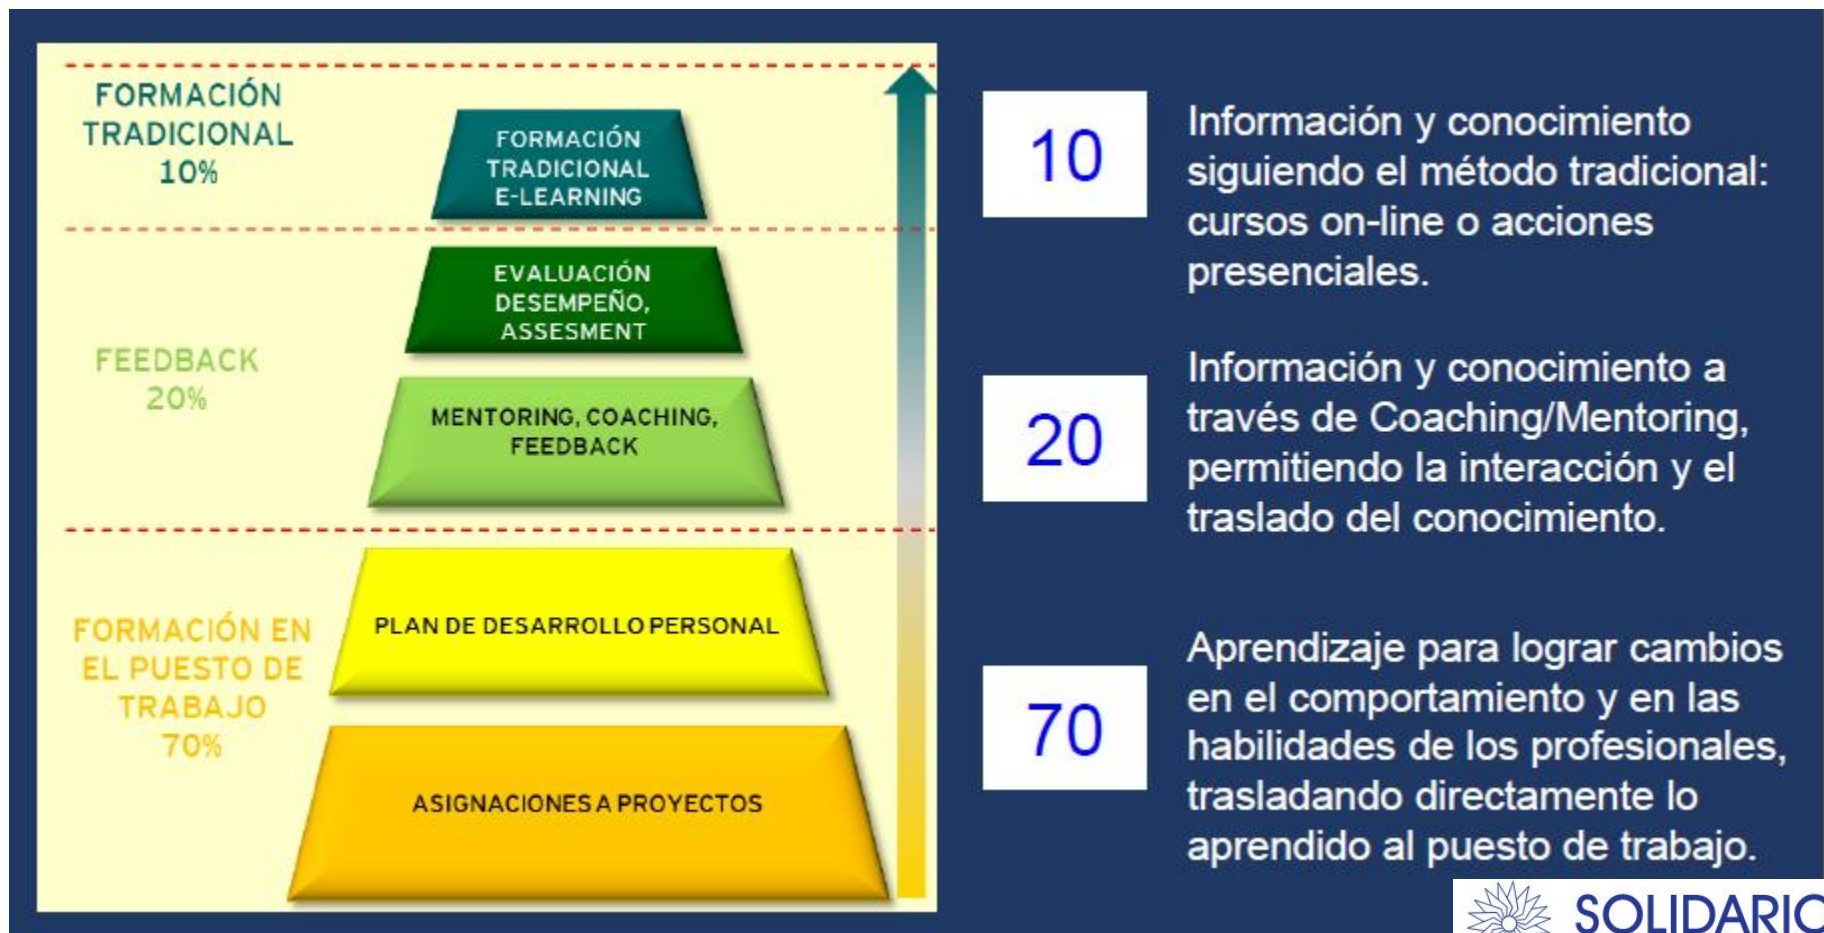 FORMACIÓN
TRADICIONAL
10%
FORMACIÓN
TRADICIONAL
E-LEARNING
EVALUACIÓN
DESEMPEÑO,
ASSESMENT
FEEDBACK
20%
MENTORING, COACHING,
FEEDBACK
FORMACIÓN EN
EL PUESTO DE
TRABAJO
70%
PLAN DE DESARROLLO PERSONAL
ASIGNACIONES A PROYECTOS
10
Información y conocimiento
siguiendo el método tradicional:
cursos on-line o acciones
presenciales.
20
Información y conocimiento a
través de Coaching/Mentoring,
permitiendo la interacción y el
traslado del conocimiento.
70
Aprendizaje para lograr cambios
en el comportamiento y en las
habilidades de los profesionales,
trasladando directamente lo
aprendido al puesto de trabajo.
SOLIDARIO